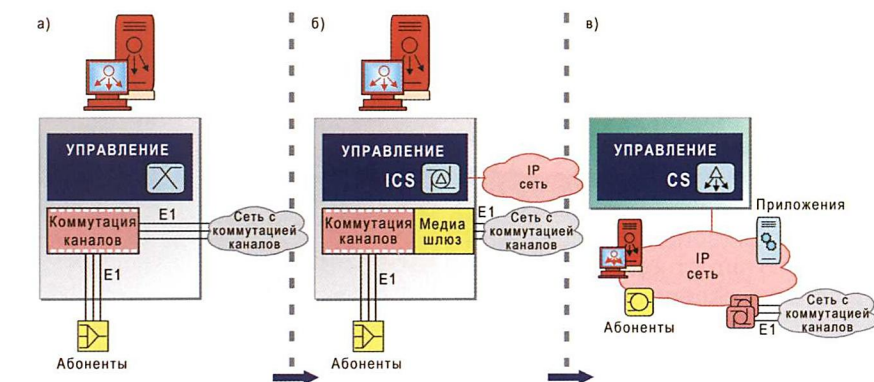 а)
УПРАВЛЕНИЕ
Коммутация
каналов
E1
Сеть с
коммутацией
каналов
E1
Абоненты
б)
УПРАВЛЕНИЕ
ICS
IP
сеть
Коммутация
каналов
Медиа
шлюз
E1
Сеть с
коммутацией
каналов
E1
Абоненты
в)
УПРАВЛЕНИЕ
CS
Приложения
IP
сеть
Абоненты
E1
Сеть с
коммутацией
каналов